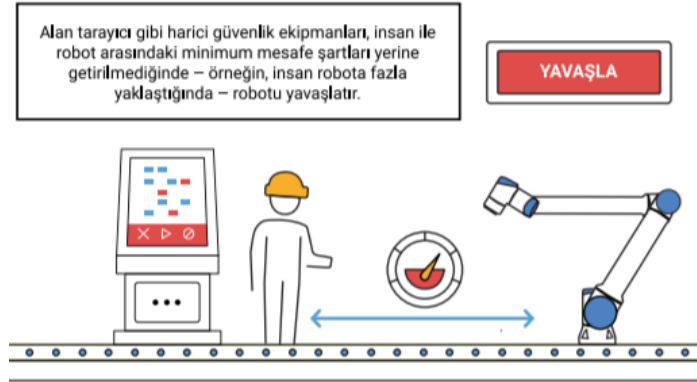 Alan tarayıcı gibi harici güvenlik ekipmanları, insan ile
robot arasındaki minimum mesafe şartları yerine
getirilmediğinde – örneğin, insan robota fazla
yaklaştığında – robotu yavaşlatır.
YAVAŞLA